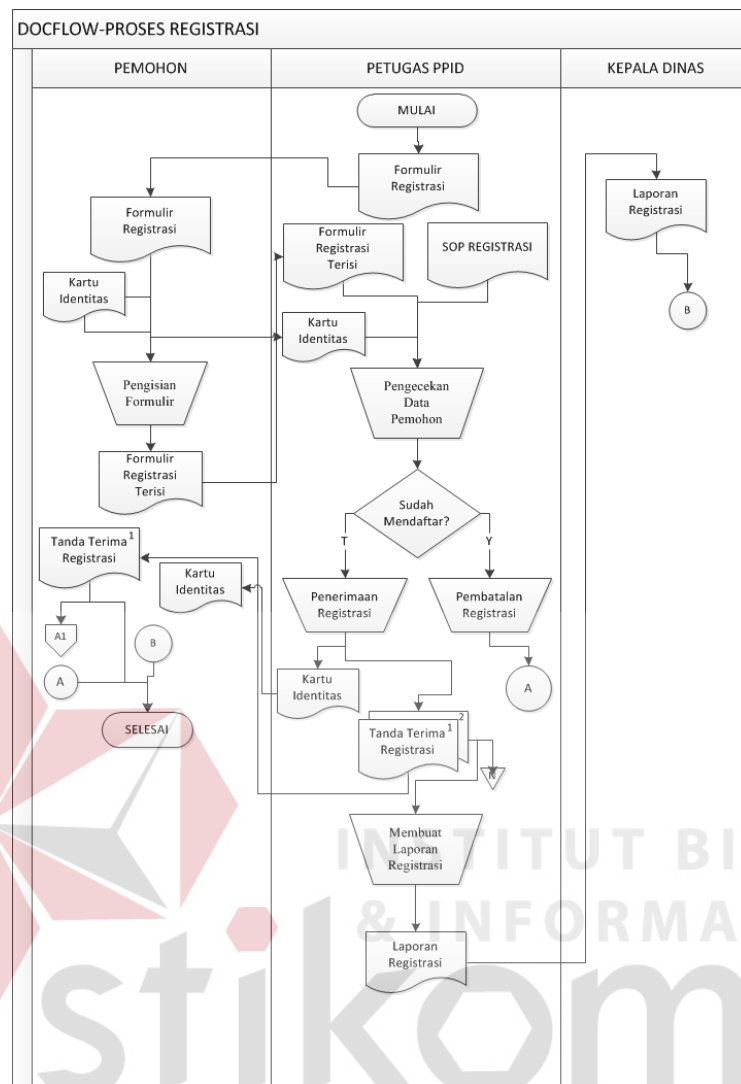 DOCFLOW-PROSES REGISTRASI
PEMOHON
PETUGAS PPID
KEPALA DINAS
MULAI
Formulir
Registrasi
Formulir
Registrasi
Laporan
Registrasi
Formulir
Registrasi
Terisi
SOP REGISTRASI
Kartu
Identitas
B
Kartu
Identitas
Pengisian
Formulir
Pengecekan
Data
Pemohon
Formulir
Registrasi
Terisi
Sudah
Mendaftar?
T
Y
Tanda Terima 1
Registrasi
Kartu
Identitas
Penerimaan
Registrasi
Pembatalan
Registrasi
A1
B
A
Kartu
Identitas
A
SELESAI
2
Tanda Terima 1
Registrasi
N
Membuat
Laporan
Registrasi
Laporan
Registrasi
INSTITUT BI
& INFORMA
stikom